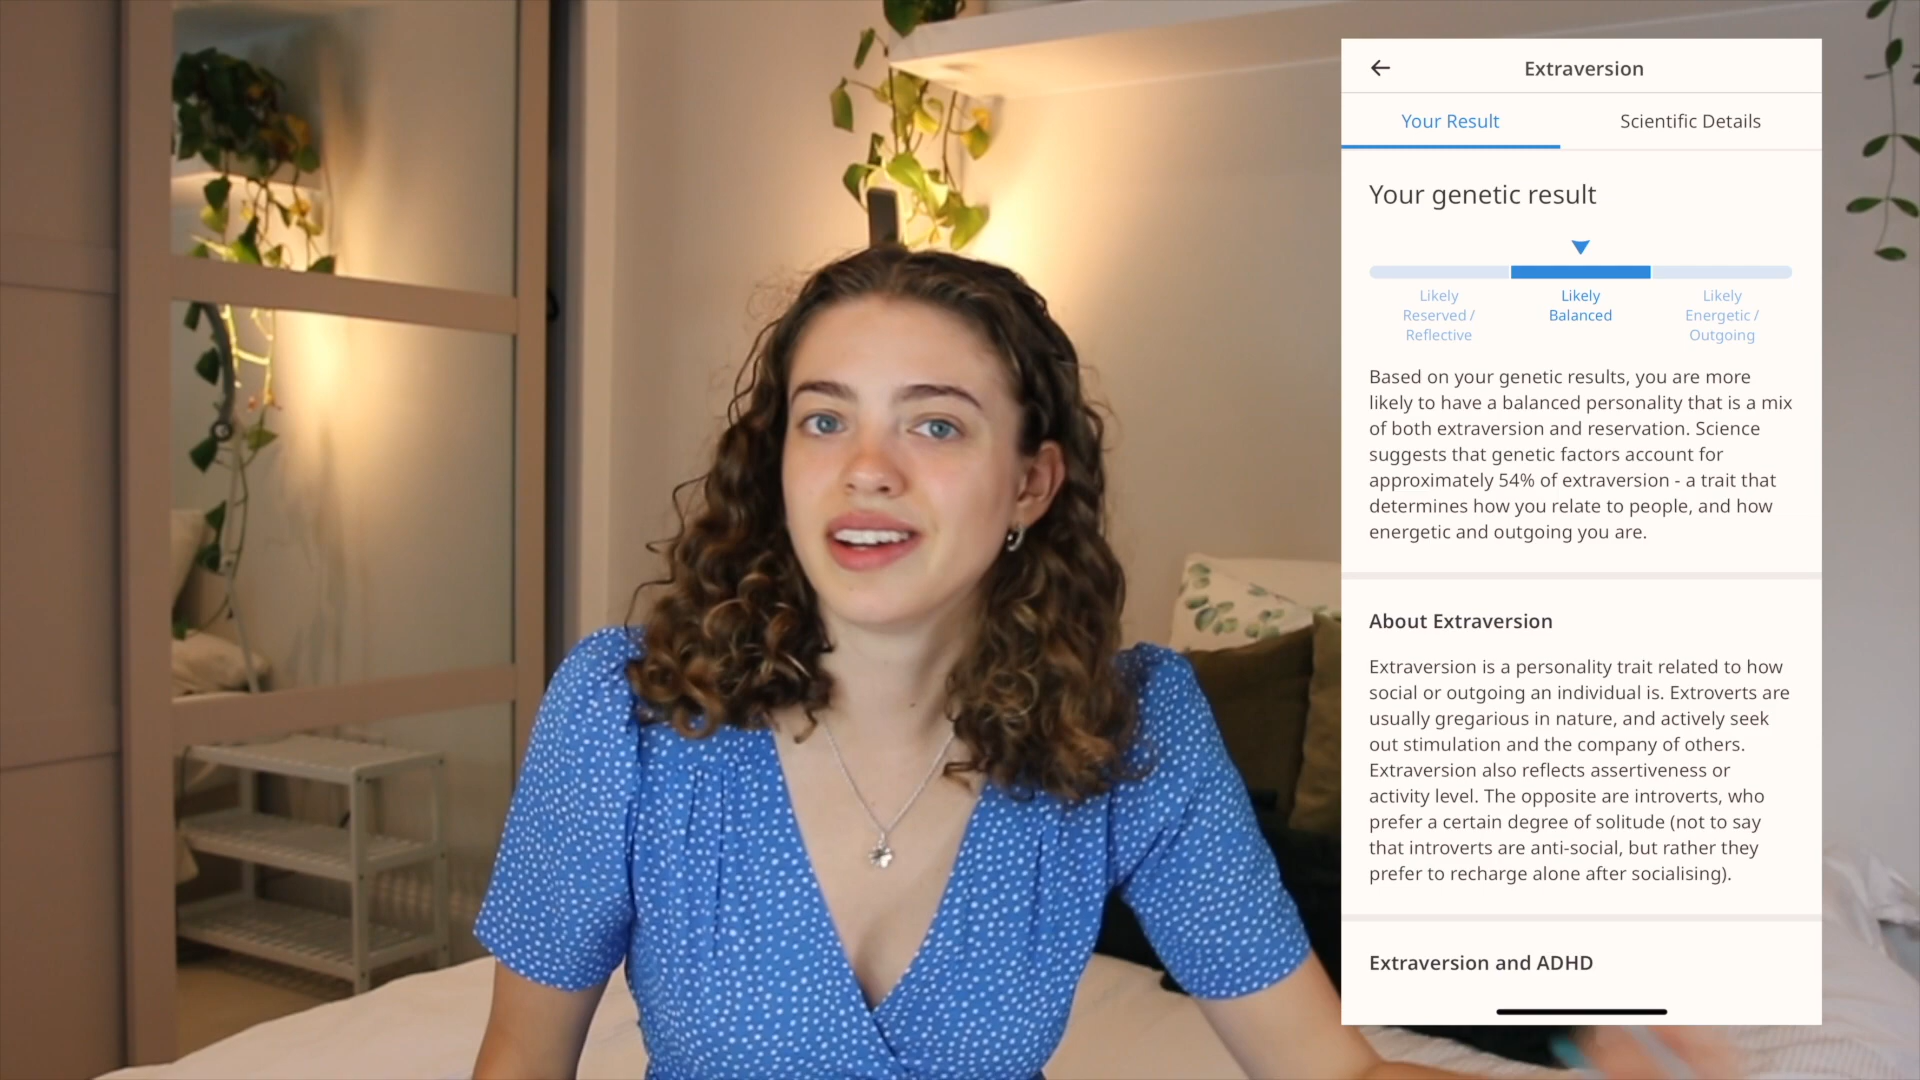 Extraversion
Your Result
Scientific Details
Your genetic result
Likely
Reserved /
Reflective
Likely
Balanced
Likely
Energetic /
Outgoing
Based on your genetic results, you are more
likely to have a balanced personality that is a mix
of both extraversion and reservation. Science
suggests that genetic factors account for
approximately 54% of extraversion - a trait that
determines how you relate to people, and how
energetic and outgoing you are.
About Extraversion
Extraversion is a personality trait related to how
social or outgoing an individual is. Extroverts are
usually gregarious in nature, and actively seek
out stimulation and the company of others.
Extraversion also reflects assertiveness or
activity level. The opposite are introverts, who
prefer a certain degree of solitude (not to say
that introverts are anti-social, but rather they
prefer to recharge alone after socialising).
Extraversion and ADHD